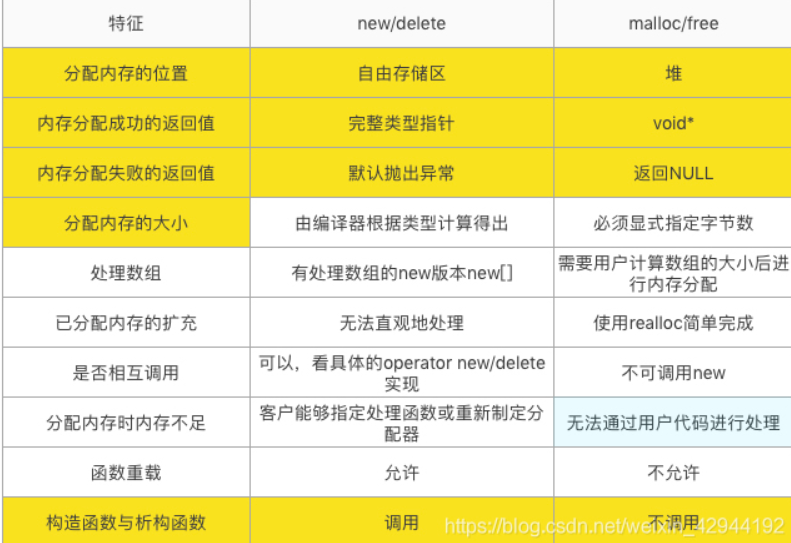 特征 new/delete malloc/free
分配内存的位置 自由存储区 堆
内存分配成功的返回值 完整类型指针 void*
内存分配失败的返回值 默认抛出异常 返回NULL
分配内存的大小 由编译器根据类型计算得出 必须显式指定字节数
处理数组 有处理数组的new版本new[] 需要用户计算数组的大小后进
行内存分配
已分配内存的扩充 无法直观地处理 使用realloc简单完成
是否相互调用 可以，看具体的operator new/delete
实现 不可调用new
分配内存时内存不足 客户能够指定处理函数或重新制定分
配器 无法通过用户代码进行处理
函数重载 允许 不允许
构造函数与析构函数 调用 不调用
https://blog.csdn.net/weixin_42944192